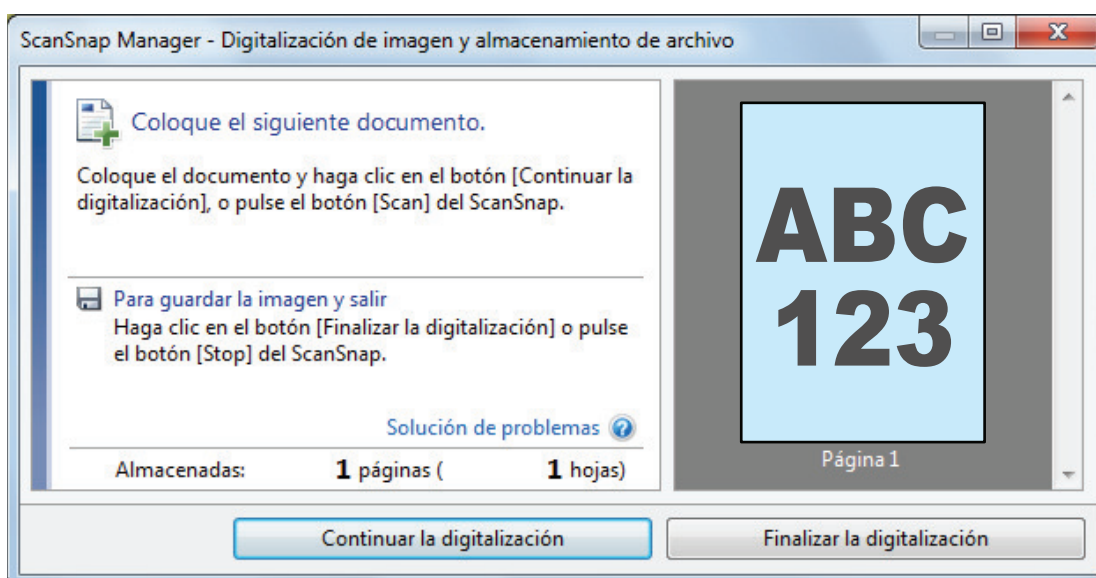 ScanSnap Manager - Digitalización de imagen y almacenamiento de archivo
Coloque el siguiente documento.
Coloque el documento y haga clic en el botón [Continuar la
digitalización], o pulse el botón [Scan] del ScanSnap.
Para guardar la imagen y salir
Haga clic en el botón [Finalizar la digitalización] o pulse
el botón [Stop] del ScanSnap.
Solución de problemas ?
Almacenadas: 1 páginas ( 1 hojas)
ABC
123
Página 1
Continuar la digitalización
Finalizar la digitalización